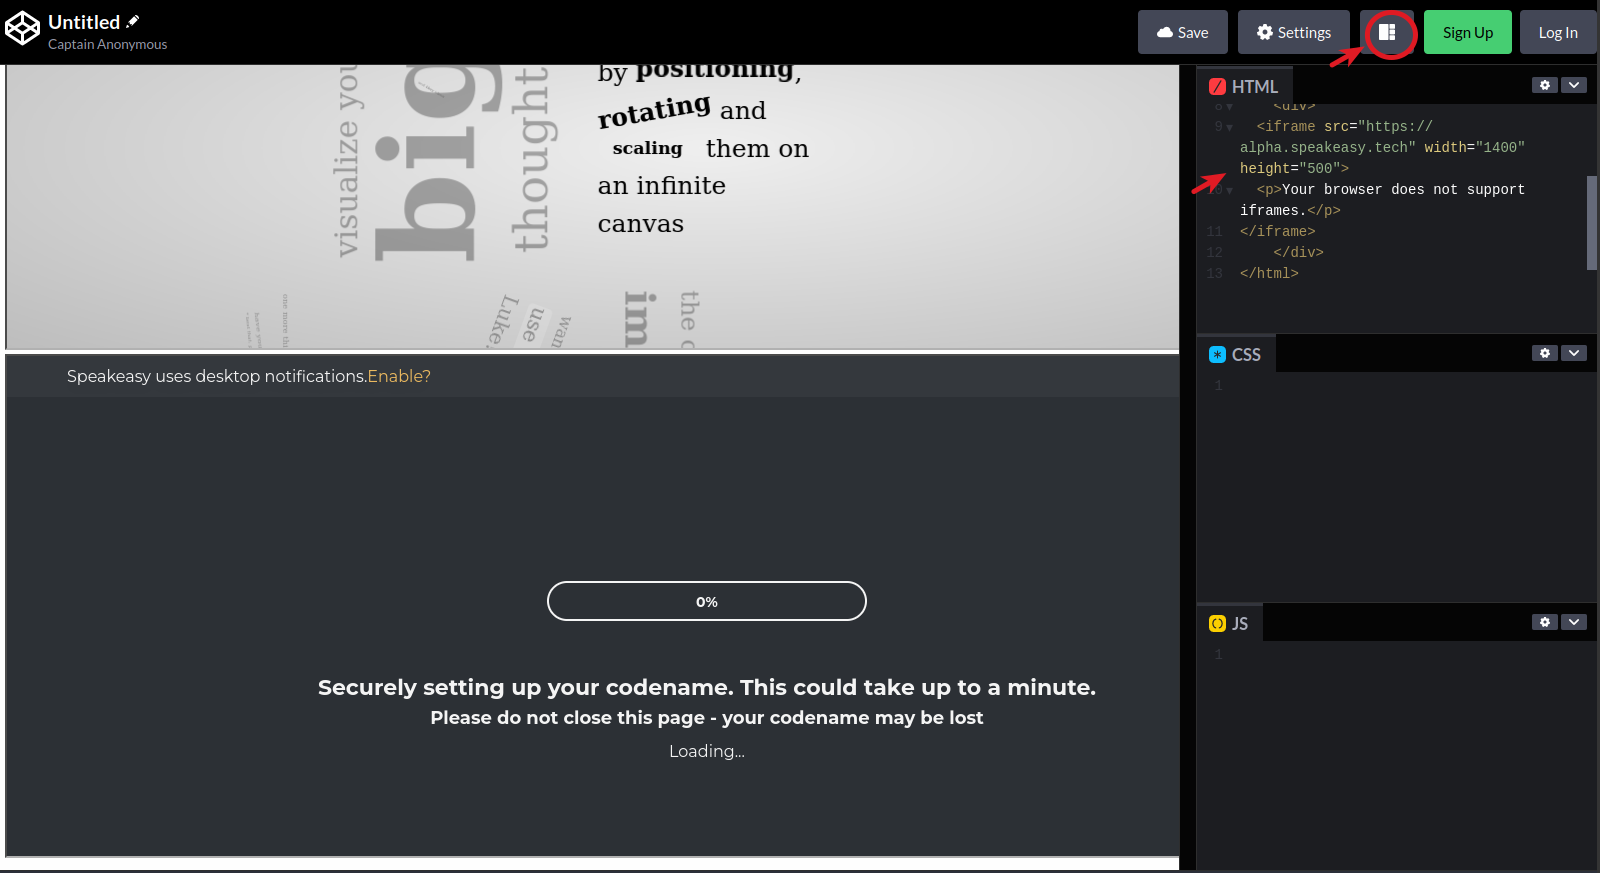 Untitled
Captain Anonymous
Save
Settings
Sign Up
Log In
visualize you
big
thought
by positioning,
rotating and
scaling them on
an infinite
canvas
Luke,
use
im
the
Speakeasy uses desktop notifications.Enable?
0%
Securely setting up your codename. This could take up to a minute.
Please do not close this page - your codename may be lost
Loading...
HTML
8 <div>
9 <iframe src="https://
alpha.speakeasy.tech" width="1400"
height="500">
10 <p>Your browser does not support
iframes.</p>
11 </iframe>
12 </div>
13 </html>
CSS
1
JS
1